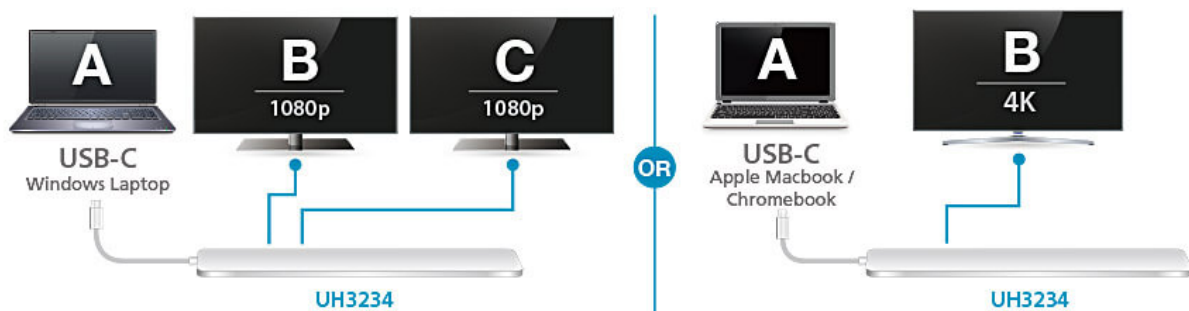 A
B
1080p
C
1080p
USB-C
Windows Laptop
UH3234
OR
A
B
4K
USB-C
Apple Macbook /
Chromebook
UH3234